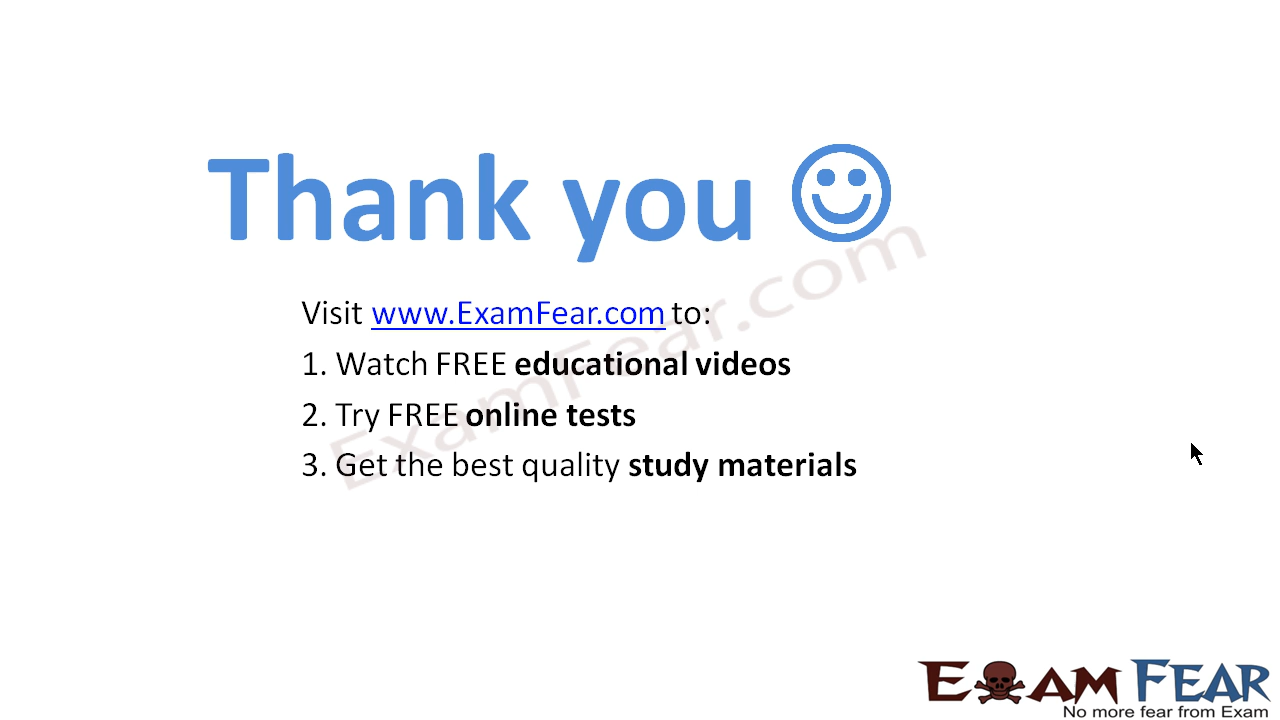 Thank you
Visit www.ExamFear.com to:
1. Watch FREE educational videos
2. Try FREE online tests
3. Get the best quality study materials
ExamFear.com
EXAM FEAR
No more fear from Exam